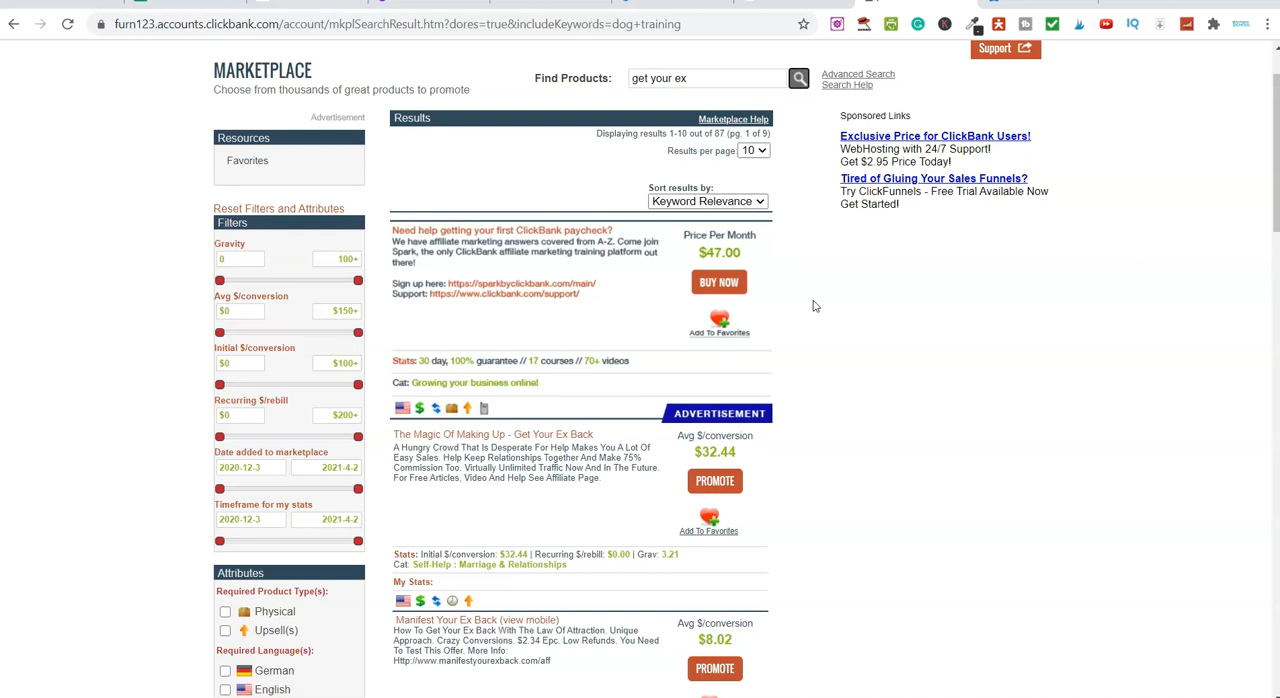 furn123.accounts.clickbank.com/account/mkplSearchResult.htm?dores=true&includeKeywords=dog+training
Support
MARKETPLACE
Choose from thousands of great products to promote
Find Products:
get your ex
Advanced Search
Search Help
Advertisement
Resources
Favorites
Reset Filters and Attributes
Filters
Gravity
0 100+
Avg $/conversion
$0 $150+
Initial $/conversion
$0 $100+
Recurring $/rebill
$0 $200+
Date added to marketplace
2020-12-3 2021-4-2
Timeframe for my stats
2020-12-3 2021-4-2
Attributes
Required Product Type(s):
Physical
Upsell(s)
Required Language(s):
German
English
Results
Marketplace Help
Displaying results 1-10 out of 87 (pg. 1 of 9)
Results per page: 10
Sort results by:
Keyword Relevance
Need help getting your first ClickBank paycheck?
We have affiliate marketing answers covered from A-Z. Come join
Spark, the only ClickBank affiliate marketing training platform out
there!
Sign up here: https://sparkbyclickbank.com/main/
Support: https://www.clickbank.com/support/
Price Per Month
$47.00
BUY NOW
Add To Favorites
Stats: 30 day, 100% guarantee // 17 courses // 70+ videos
Cat: Growing your business online!
ADVERTISEMENT
The Magic Of Making Up - Get Your Ex Back
A Hungry Crowd That Is Desperate For Help Makes You A Lot Of
Easy Sales. Help Keep Relationships Together And Make 75%
Commission Too. Virtually Unlimited Traffic Now And In The Future.
For Free Articles, Video And Help See Affiliate Page.
Avg $/conversion
$32.44
PROMOTE
Add To Favorites
Stats: Initial $/conversion: $32.44 | Recurring $/rebill: $0.00 | Grav: 3.21
Cat: Self-Help : Marriage & Relationships
My Stats:
Manifest Your Ex Back (view mobile)
How To Get Your Ex Back With The Law Of Attraction. Unique
Approach. Crazy Conversions. $2.34 Epc. Low Refunds. You Need
To Test This Offer. More Info:
Http://www.manifestyourexback.com/aff
Avg $/conversion
$8.02
PROMOTE
Sponsored Links
Exclusive Price for ClickBank Users!
WebHosting with 24/7 Support!
Get $2.95 Price Today!
Tired of Gluing Your Sales Funnels?
Try ClickFunnels - Free Trial Available Now
Get Started!